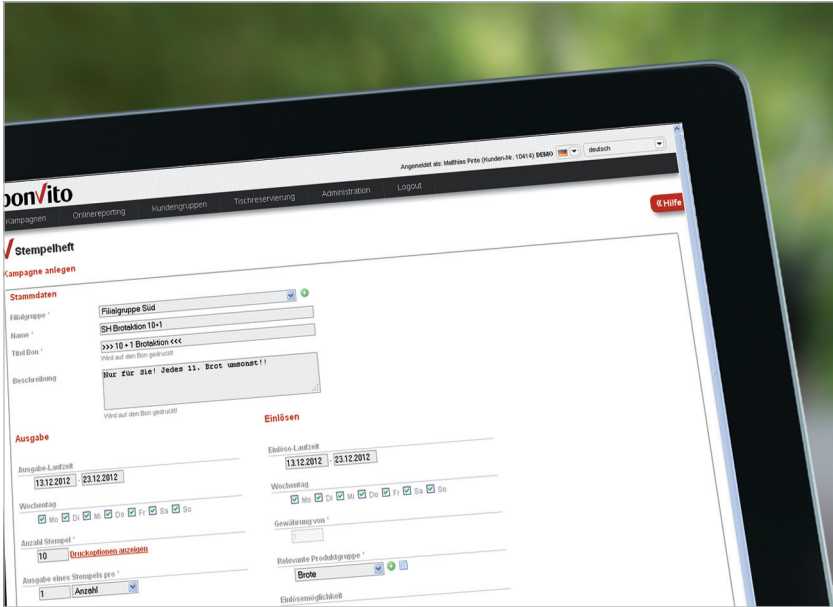 bonVito
Angemeldet als: Matthias Pinte (Kunden-Nr. 10414) DEMO deutsch
Kampagnen Onlinereporting Kundengruppen Tischreservierung Administration Logout
« Hilfe
Stempelheft
Kampagne anlegen
Stammdaten
Filialgruppe * Filialgruppe Süd
Name * SH Brotaktion 10+1
Titel Bon * >>> 10 + 1 Brotaktion <<<
Wird auf den Bon gedruckt!
Beschreibung Nur für Sie! Jedes 11. Brot umsonst!!
Wird auf den Bon gedruckt!
Ausgabe
Ausgabe-Laufzeit
13.12.2012 - 23.12.2012
Wochentag
Mo Di Mi Do Fr Sa So
Anzahl Stempel *
10 Druckoptionen anzeigen
Ausgabe eines Stempels pro *
1 Anzahl
Einlösen
Einlöse-Laufzeit
13.12.2012 - 23.12.2012
Wochentag
Mo Di Mi Do Fr Sa So
Gewährung von *
1
Relevante Produktgruppe *
Brote
Einlösemöglichkeit